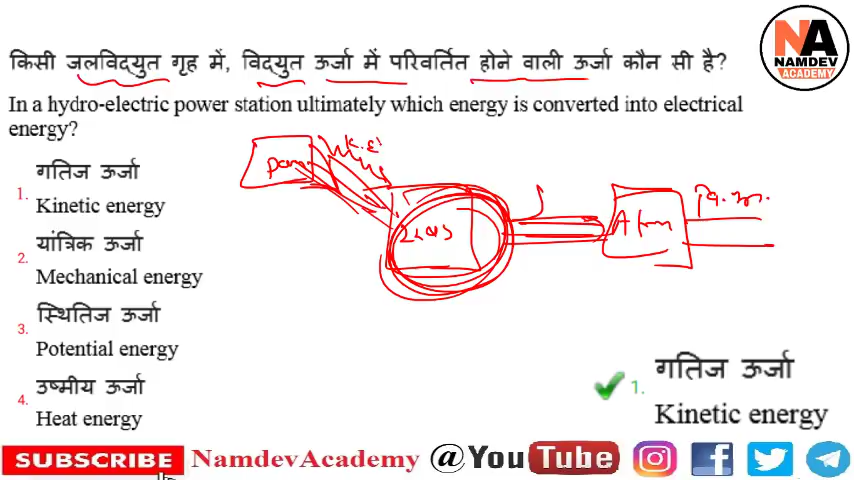 NA
NAMDEV
ACADEMY
किसी जलविद्युत गृह में, विद्युत ऊर्जा में परिवर्तित होने वाली ऊर्जा कौन सी है?
In a hydro-electric power station ultimately which energy is converted into electrical
energy?
K.E
1. गतिज ऊर्जा
Kinetic energy
2. यांत्रिक ऊर्जा
Mechanical energy
3. स्थितिज ऊर्जा
Potential energy
4. उष्मीय ऊर्जा
Heat energy
1. गतिज ऊर्जा
Kinetic energy
SUBSCRIBE NamdevAcademy @YouTube